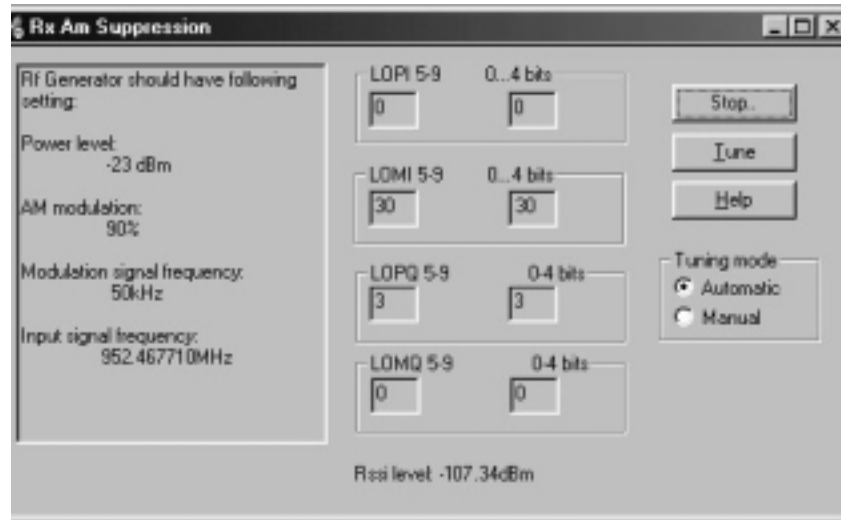 Rx Am Suppression
Rf Generator should have following
setting:
Power level:
-23 dBm
AM modulation:
90%
Modulation signal frequency:
50kHz
Input signal frequency:
952.467710MHz
LOPI 5-9 0...4 bits
0 0
LOMI 5-9 0...4 bits
30 30
LOPQ 5-9 0-4 bits
3 3
LOMQ 5-9 0-4 bits
0 0
Rssi level: -107.34dBm
Stop..
Tune
Help
Tuning mode
Automatic
Manual